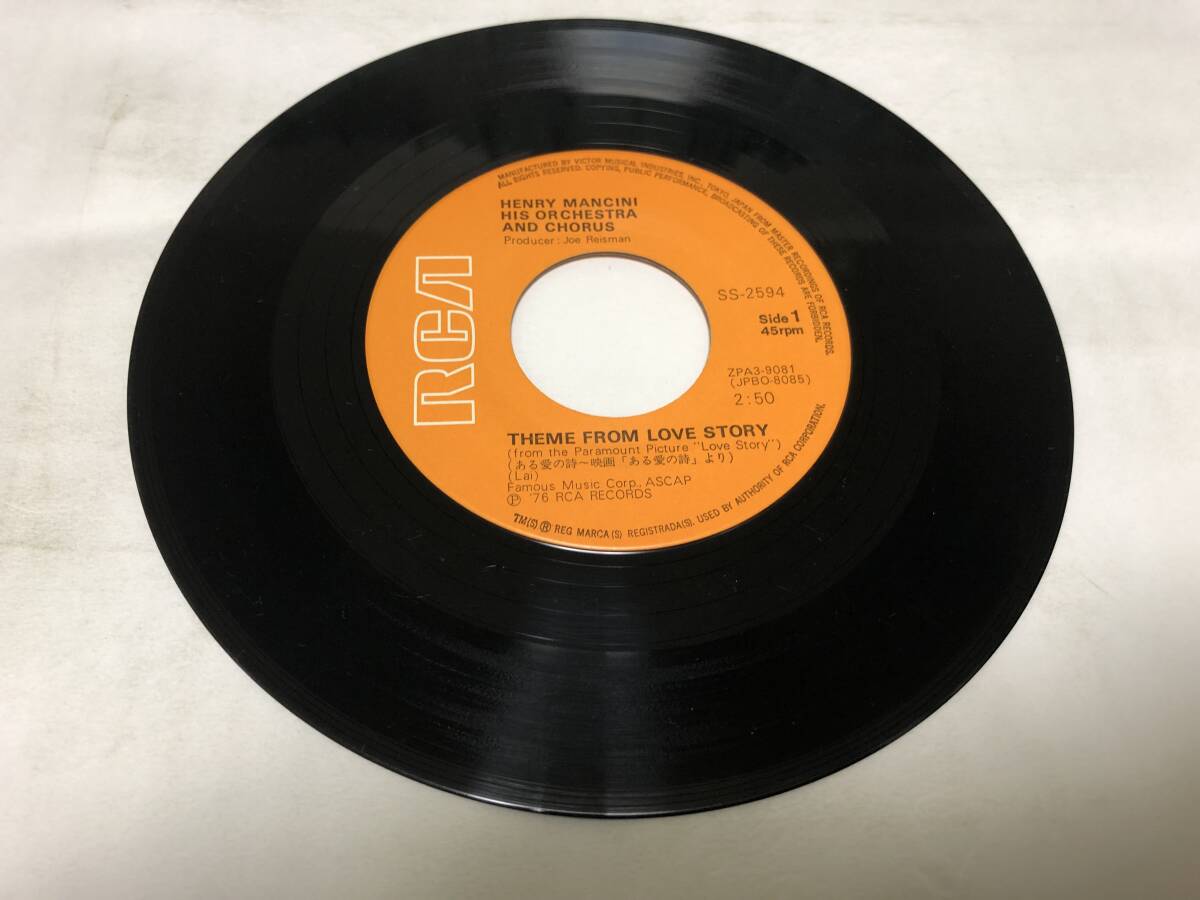 MANUFACTURED BY VICTOR MUSICAL INDUSTRIES, INC., TOKYO, JAPAN FROM MASTER RECORDINGS OF RCA RECORDS.
ALL RIGHTS RESERVED. COPYING, PUBLIC PERFORMANCE, BROADCASTING OF THESE RECORDS ARE FORBIDDEN.
HENRY MANCINI
HIS ORCHESTRA
AND CHORUS
Producer: Joe Reisman
RCA
SS-2594
Side 1
45rpm
ZPA3-9081
(JPBO-8085)
2:50
THEME FROM LOVE STORY
(from the Paramount Picture "Love Story")
(ある愛の詩〜映画「ある愛の詩」より)
(Lai)
Famous Music Corp., ASCAP
Ⓟ '76 RCA RECORDS
TM(S) ® REG MARCA(S) REGISTRADA(S). USED BY AUTHORITY OF RCA CORPORATION.